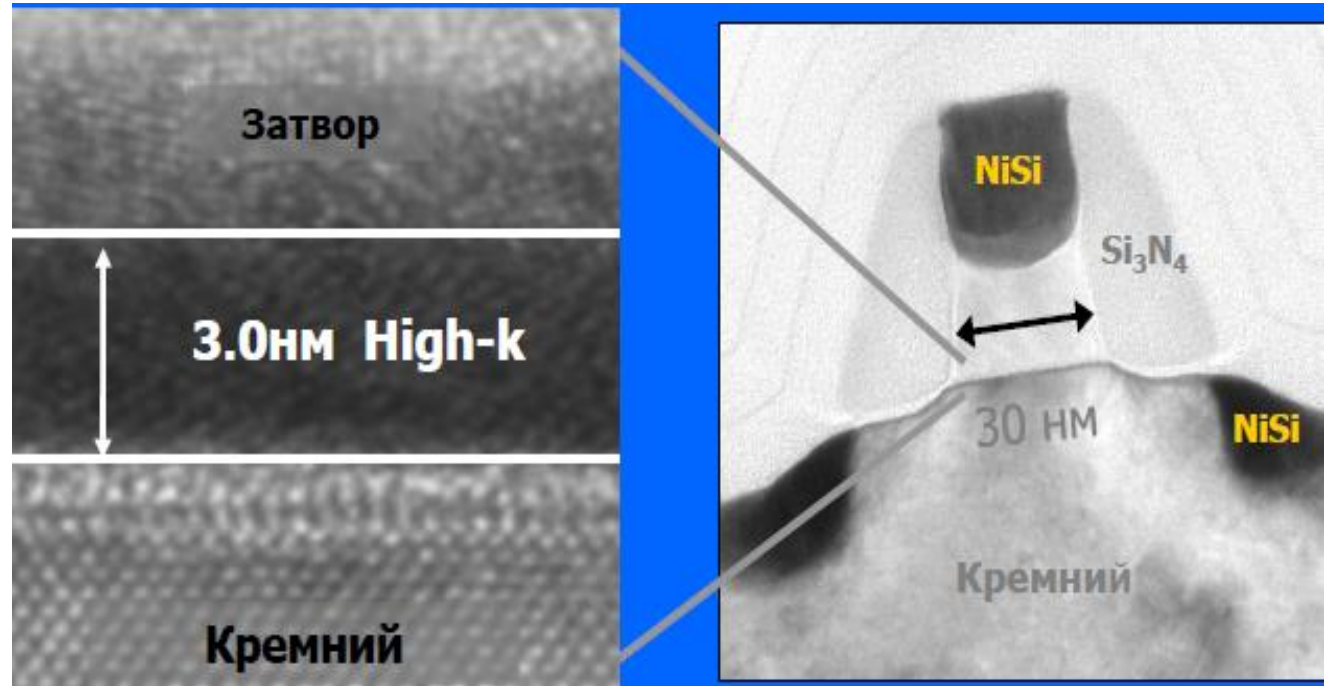 Затвор
3.0нм High-k
Кремний
NiSi
Si₃N₄
30 нм
NiSi
Кремний